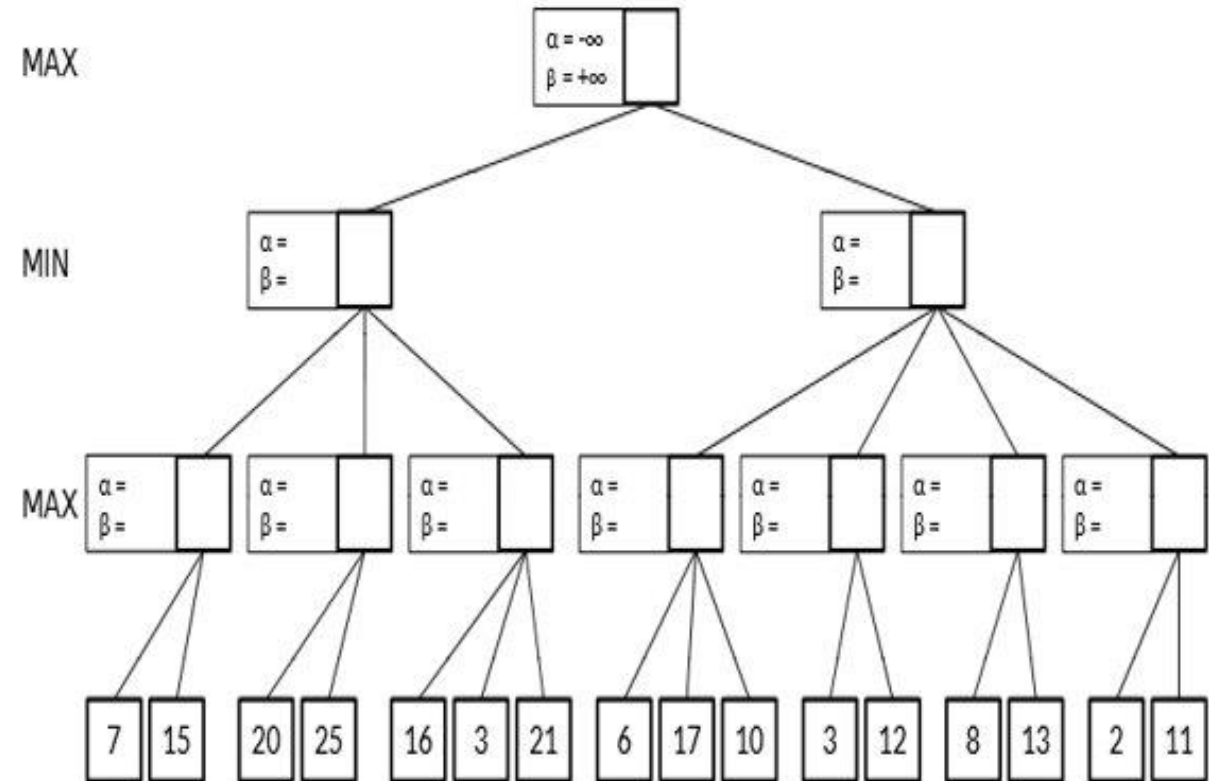 MAX
α = -∞
β = +∞
MIN
α =
β =
α =
β =
MAX
α =
β =
α =
β =
α =
β =
α =
β =
α =
β =
α =
β =
α =
β =
7 15 20 25 16 3 21 6 17 10 3 12 8 13 2 11